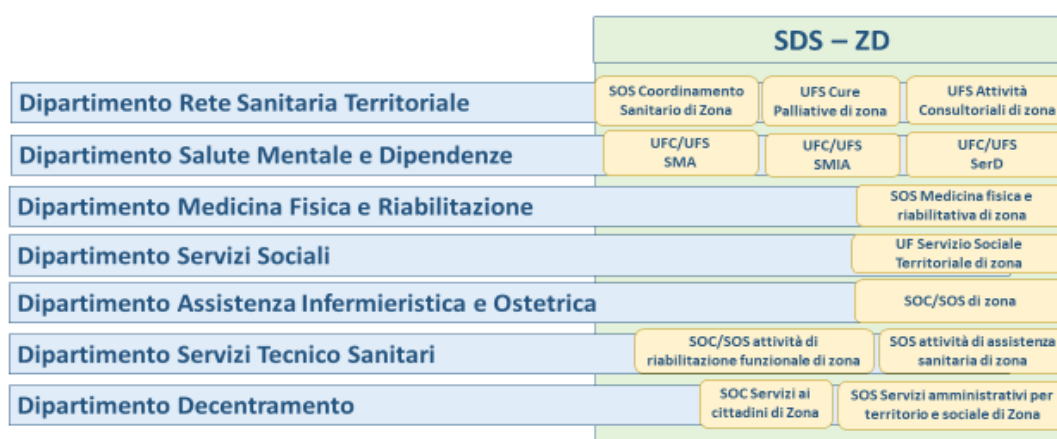 SDS – ZD
Dipartimento Rete Sanitaria Territoriale
SOS Coordinamento
Sanitario di Zona
UFS Cure
Palliative di zona
UFS Attività
Consultoriali di zona
Dipartimento Salute Mentale e Dipendenze
UFC/UFS
SMA
UFC/UFS
SMIA
UFC/UFS
SerD
Dipartimento Medicina Fisica e Riabilitazione
SOS Medicina fisica e
riabilitativa di zona
Dipartimento Servizi Sociali
UF Servizio Sociale
Territoriale di zona
Dipartimento Assistenza Infermieristica e Ostetrica
SOC/SOS di zona
Dipartimento Servizi Tecnico Sanitari
SOC/SOS attività di
riabilitazione funzionale di zona
SOS attività di assistenza
sanitaria di zona
Dipartimento Decentramento
SOC Servizi ai
cittadini di Zona
SOS Servizi amministrativi per
territorio e sociale di Zona